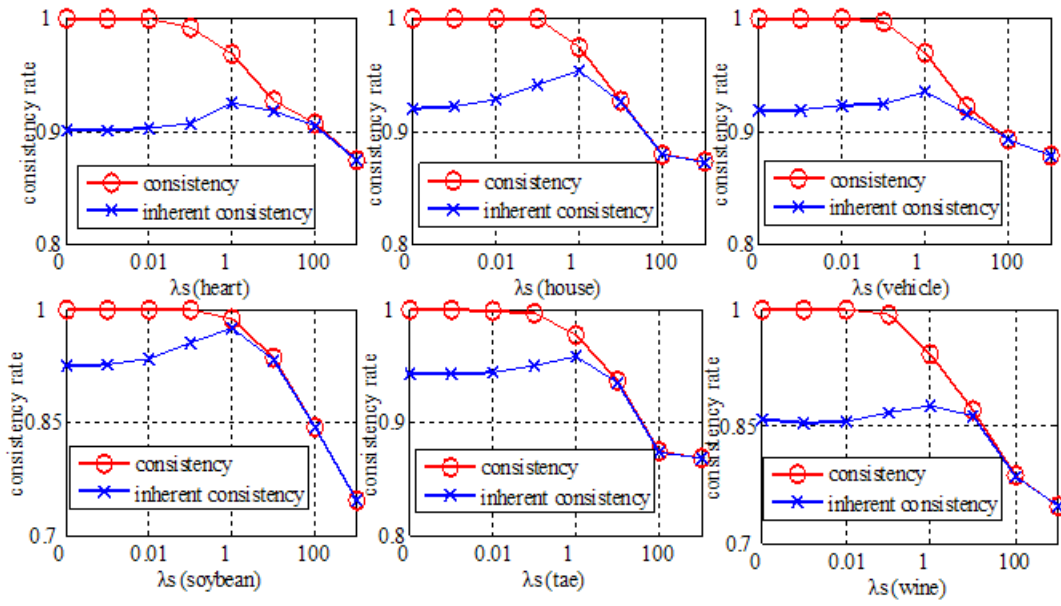 1
0.9
0.8
consistency rate
consistency
inherent consistency
0 0.01 1 100
λs (heart)
1
0.9
0.8
consistency rate
consistency
inherent consistency
0 0.01 1 100
λs (house)
1
0.9
0.8
consistency rate
consistency
inherent consistency
0 0.01 1 100
λs (vehicle)
1
0.85
0.7
consistency rate
consistency
inherent consistency
0 0.01 1 100
λs (soybean)
1
0.9
0.8
consistency rate
consistency
inherent consistency
0 0.01 1 100
λs (tae)
1
0.85
0.7
consistency rate
consistency
inherent consistency
0 0.01 1 100
λs (wine)